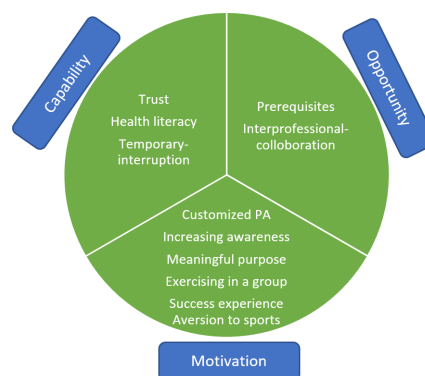 Capability
Opportunity
Trust
Health literacy
Temporary-
interruption
Prerequisites
Interprofessional-
colloboration
Customized PA
Increasing awareness
Meaningful purpose
Exercising in a group
Success experience
Aversion to sports
Motivation